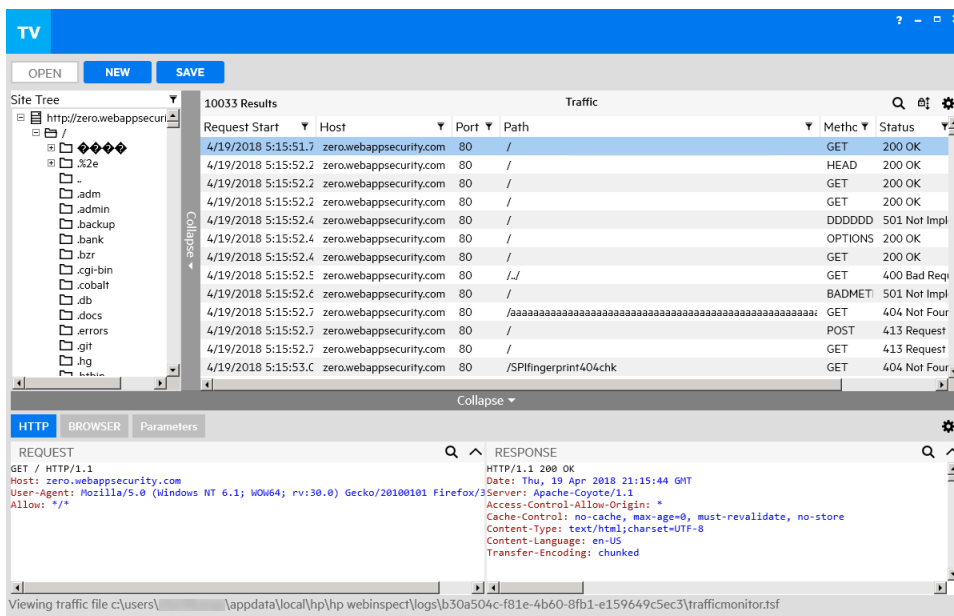 TV
?
OPEN NEW SAVE
Site Tree
http://zero.webappsecuri
/
����
.%2e
..
.adm
.admin
.backup
.bank
.bzr
.cgi-bin
.cobalt
.db
.docs
.errors
.git
.hg
Collapse
10033 Results Traffic
Request Start Host Port Path Methc Status
4/19/2018 5:15:51.7 zero.webappsecurity.com 80 / GET 200 OK
4/19/2018 5:15:52.2 zero.webappsecurity.com 80 / HEAD 200 OK
4/19/2018 5:15:52.2 zero.webappsecurity.com 80 / GET 200 OK
4/19/2018 5:15:52.2 zero.webappsecurity.com 80 / GET 200 OK
4/19/2018 5:15:52.4 zero.webappsecurity.com 80 / DDDDDD 501 Not Impl
4/19/2018 5:15:52.4 zero.webappsecurity.com 80 / OPTIONS 200 OK
4/19/2018 5:15:52.4 zero.webappsecurity.com 80 / GET 200 OK
4/19/2018 5:15:52.5 zero.webappsecurity.com 80 /../ GET 400 Bad Requ
4/19/2018 5:15:52.6 zero.webappsecurity.com 80 / BADMET 501 Not Impl
4/19/2018 5:15:52.7 zero.webappsecurity.com 80 /aaaaaaaaaaaaaaaaaaaaaaaaaaaaaaaaaaaaaaaaaaaaaaaaaaa GET 404 Not Four
4/19/2018 5:15:52.7 zero.webappsecurity.com 80 / POST 413 Request
4/19/2018 5:15:52.7 zero.webappsecurity.com 80 / GET 413 Request
4/19/2018 5:15:53.0 zero.webappsecurity.com 80 /SPIfingerprint404chk GET 404 Not Four
Collapse
HTTP BROWSER Parameters
REQUEST
GET / HTTP/1.1
Host: zero.webappsecurity.com
User-Agent: Mozilla/5.0 (Windows NT 6.1; WOW64; rv:30.0) Gecko/20100101 Firefox/3
Allow: */*
RESPONSE
HTTP/1.1 200 OK
Date: Thu, 19 Apr 2018 21:15:44 GMT
Server: Apache-Coyote/1.1
Access-Control-Allow-Origin: *
Cache-Control: no-cache, max-age=0, must-revalidate, no-store
Content-Type: text/html;charset=UTF-8
Content-Language: en-US
Transfer-Encoding: chunked
Viewing traffic file c:\users\ \appdata\local\hp\hp webinspect\logs\b30a504c-f81e-4b60-8fb1-e159649c5ec3\trafficmonitor.tsf